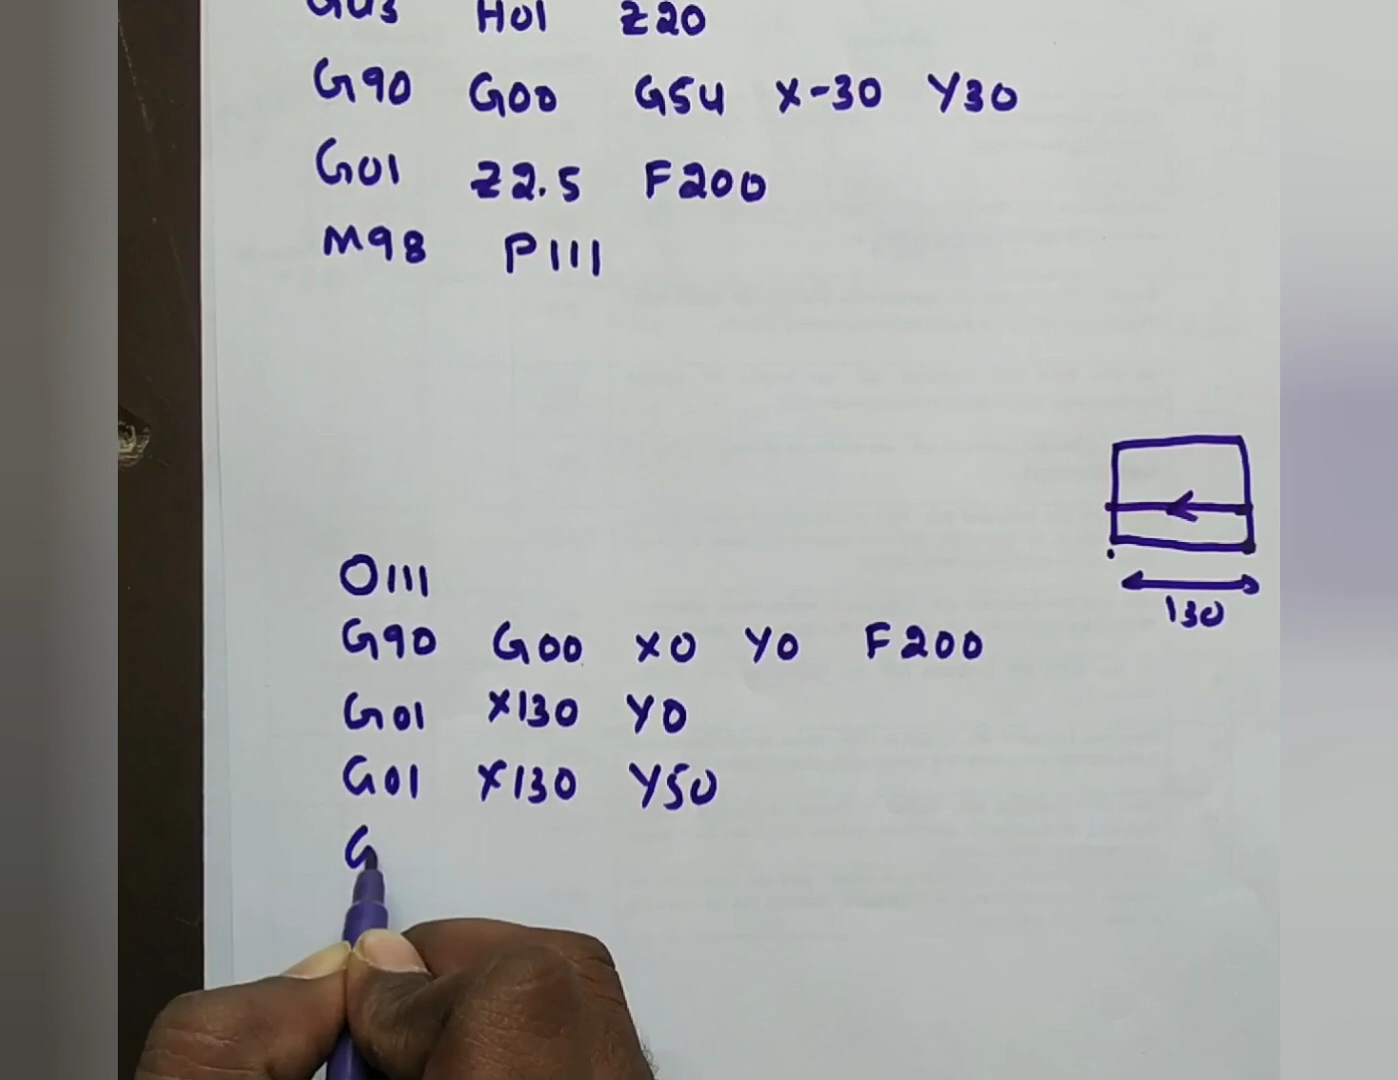 G43 H01 Z20
G90 G00 G54 X-30 Y30
G01 Z2.5 F200
M98 P111
130
O111
G90 G00 X0 Y0 F200
G01 X130 Y0
G01 X130 Y50
G